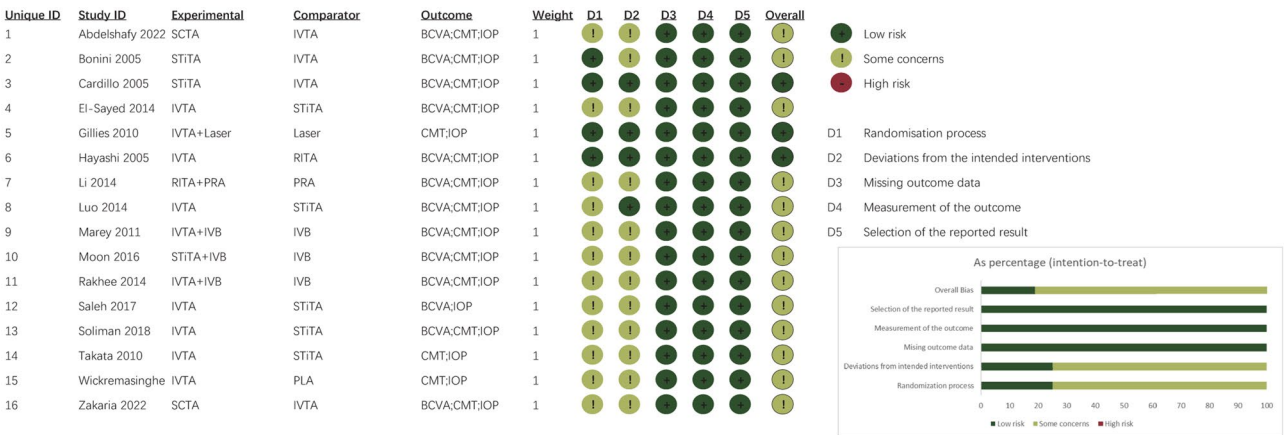 Unique ID Study ID Experimental Comparator Outcome Weight D1 D2 D3 D4 D5 Overall
1 Abdelshafy 2022 SCTA IVTA BCVA;CMT;IOP 1 ! ! + + + !
2 Bonini 2005 STiTA IVTA BCVA;CMT;IOP 1 + ! + + + !
3 Cardillo 2005 STiTA IVTA BCVA;CMT;IOP 1 + + + + + +
4 El-Sayed 2014 IVTA STiTA BCVA;CMT;IOP 1 ! ! + + + !
5 Gillies 2010 IVTA+Laser Laser CMT;IOP 1 + + + + + +
6 Hayashi 2005 IVTA RITA BCVA;CMT;IOP 1 + + + + + +
7 Li 2014 RITA+PRA PRA BCVA;CMT;IOP 1 ! ! + + + !
8 Luo 2014 IVTA STiTA BCVA;CMT;IOP 1 ! + + + + !
9 Marey 2011 IVTA+IVB IVB BCVA;CMT;IOP 1 ! ! + + + !
10 Moon 2016 STiTA+IVB IVB BCVA;CMT;IOP 1 ! ! + + + !
11 Rakhee 2014 IVTA+IVB IVB BCVA;CMT;IOP 1 ! ! + + + !
12 Saleh 2017 IVTA STiTA BCVA;IOP 1 ! ! + + + !
13 Soliman 2018 IVTA STiTA BCVA;CMT;IOP 1 ! ! + + + !
14 Takata 2010 IVTA STiTA CMT;IOP 1 ! ! + + + !
15 Wickremasinghe IVTA PLA CMT;IOP 1 ! ! + + + !
16 Zakaria 2022 SCTA IVTA BCVA;CMT;IOP 1 ! ! + + + !
+ Low risk
! Some concerns
- High risk
D1 Randomisation process
D2 Deviations from the intended interventions
D3 Missing outcome data
D4 Measurement of the outcome
D5 Selection of the reported result
As percentage (intention-to-treat)
Overall Bias
Selection of the reported result
Measurement of the outcome
Mising outcome data
Deviations from intended interventions
Randomization process
0 10 20 30 40 50 60 70 80 90 100
Low risk Some concerns High risk